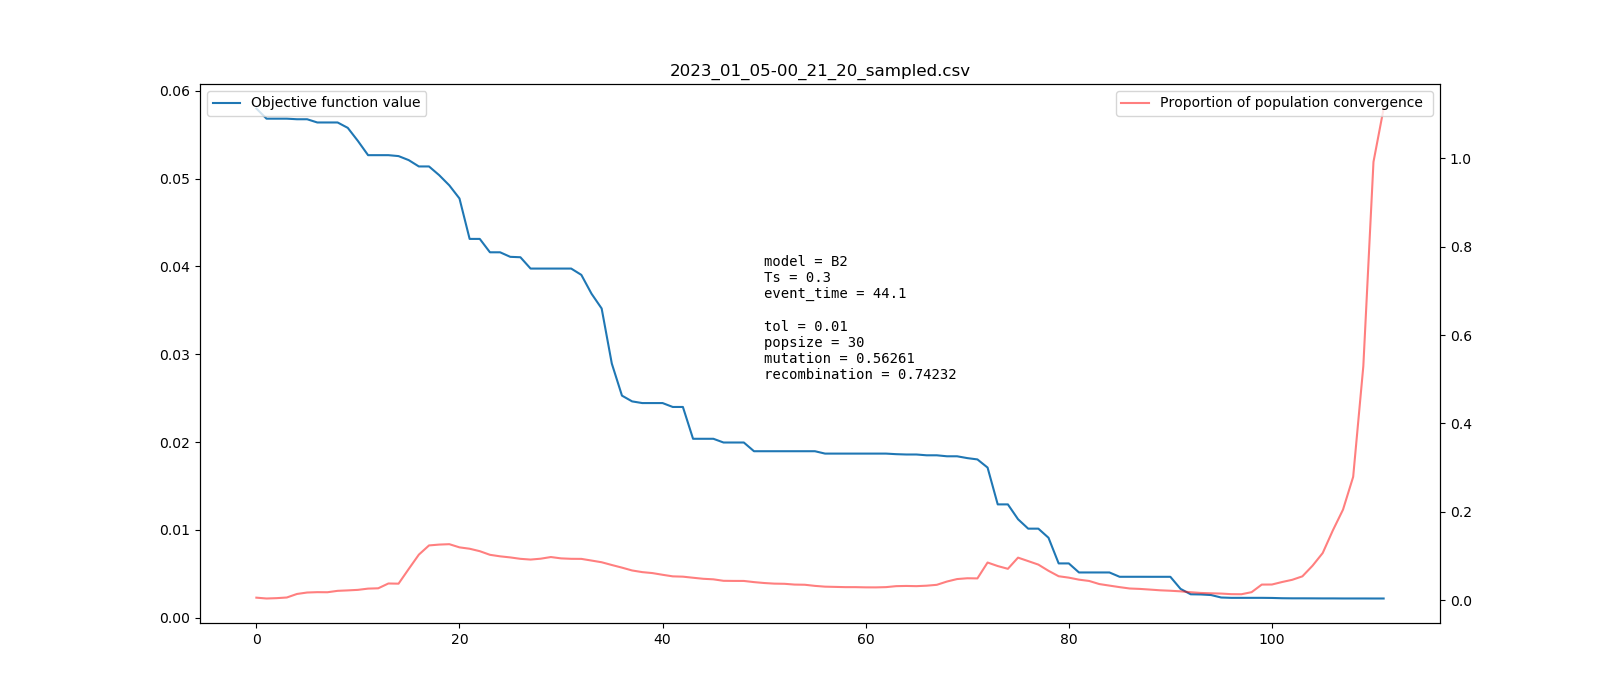 2023_01_05-00_21_20_sampled.csv
Objective function value
Proportion of population convergence
0.06
0.05
0.04
0.03
0.02
0.01
0.00
1.0
0.8
0.6
0.4
0.2
0.0
model = B2
Ts = 0.3
event_time = 44.1
tol = 0.01
popsize = 30
mutation = 0.56261
recombination = 0.74232
0 20 40 60 80 100